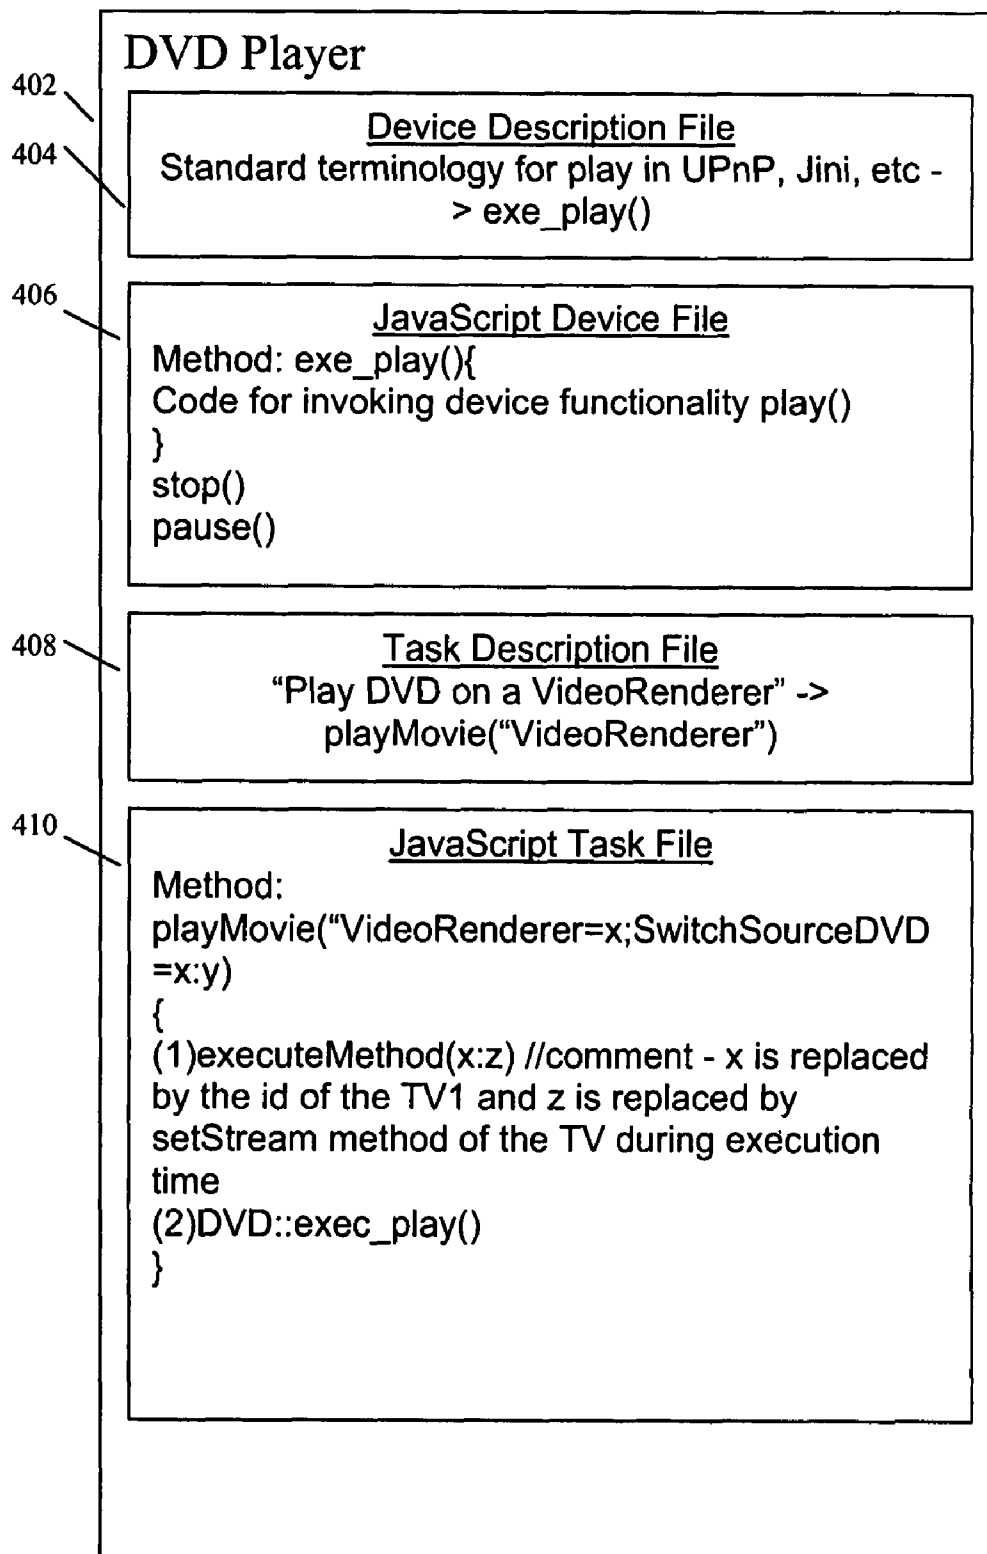 DVD Player
402
404
Device Description File
Standard terminology for play in UPnP, Jini, etc -
> exe_play()
406
JavaScript Device File
Method: exe_play(){
Code for invoking device functionality play()
}
stop()
pause()
408
Task Description File
“Play DVD on a VideoRenderer” ->
playMovie(“VideoRenderer”)
410
JavaScript Task File
Method:
playMovie(“VideoRenderer=x;SwitchSourceDVD
=x:y)
{
(1)executeMethod(x:z) //comment - x is replaced
by the id of the TV1 and z is replaced by
setStream method of the TV during execution
time
(2)DVD::exec_play()
}